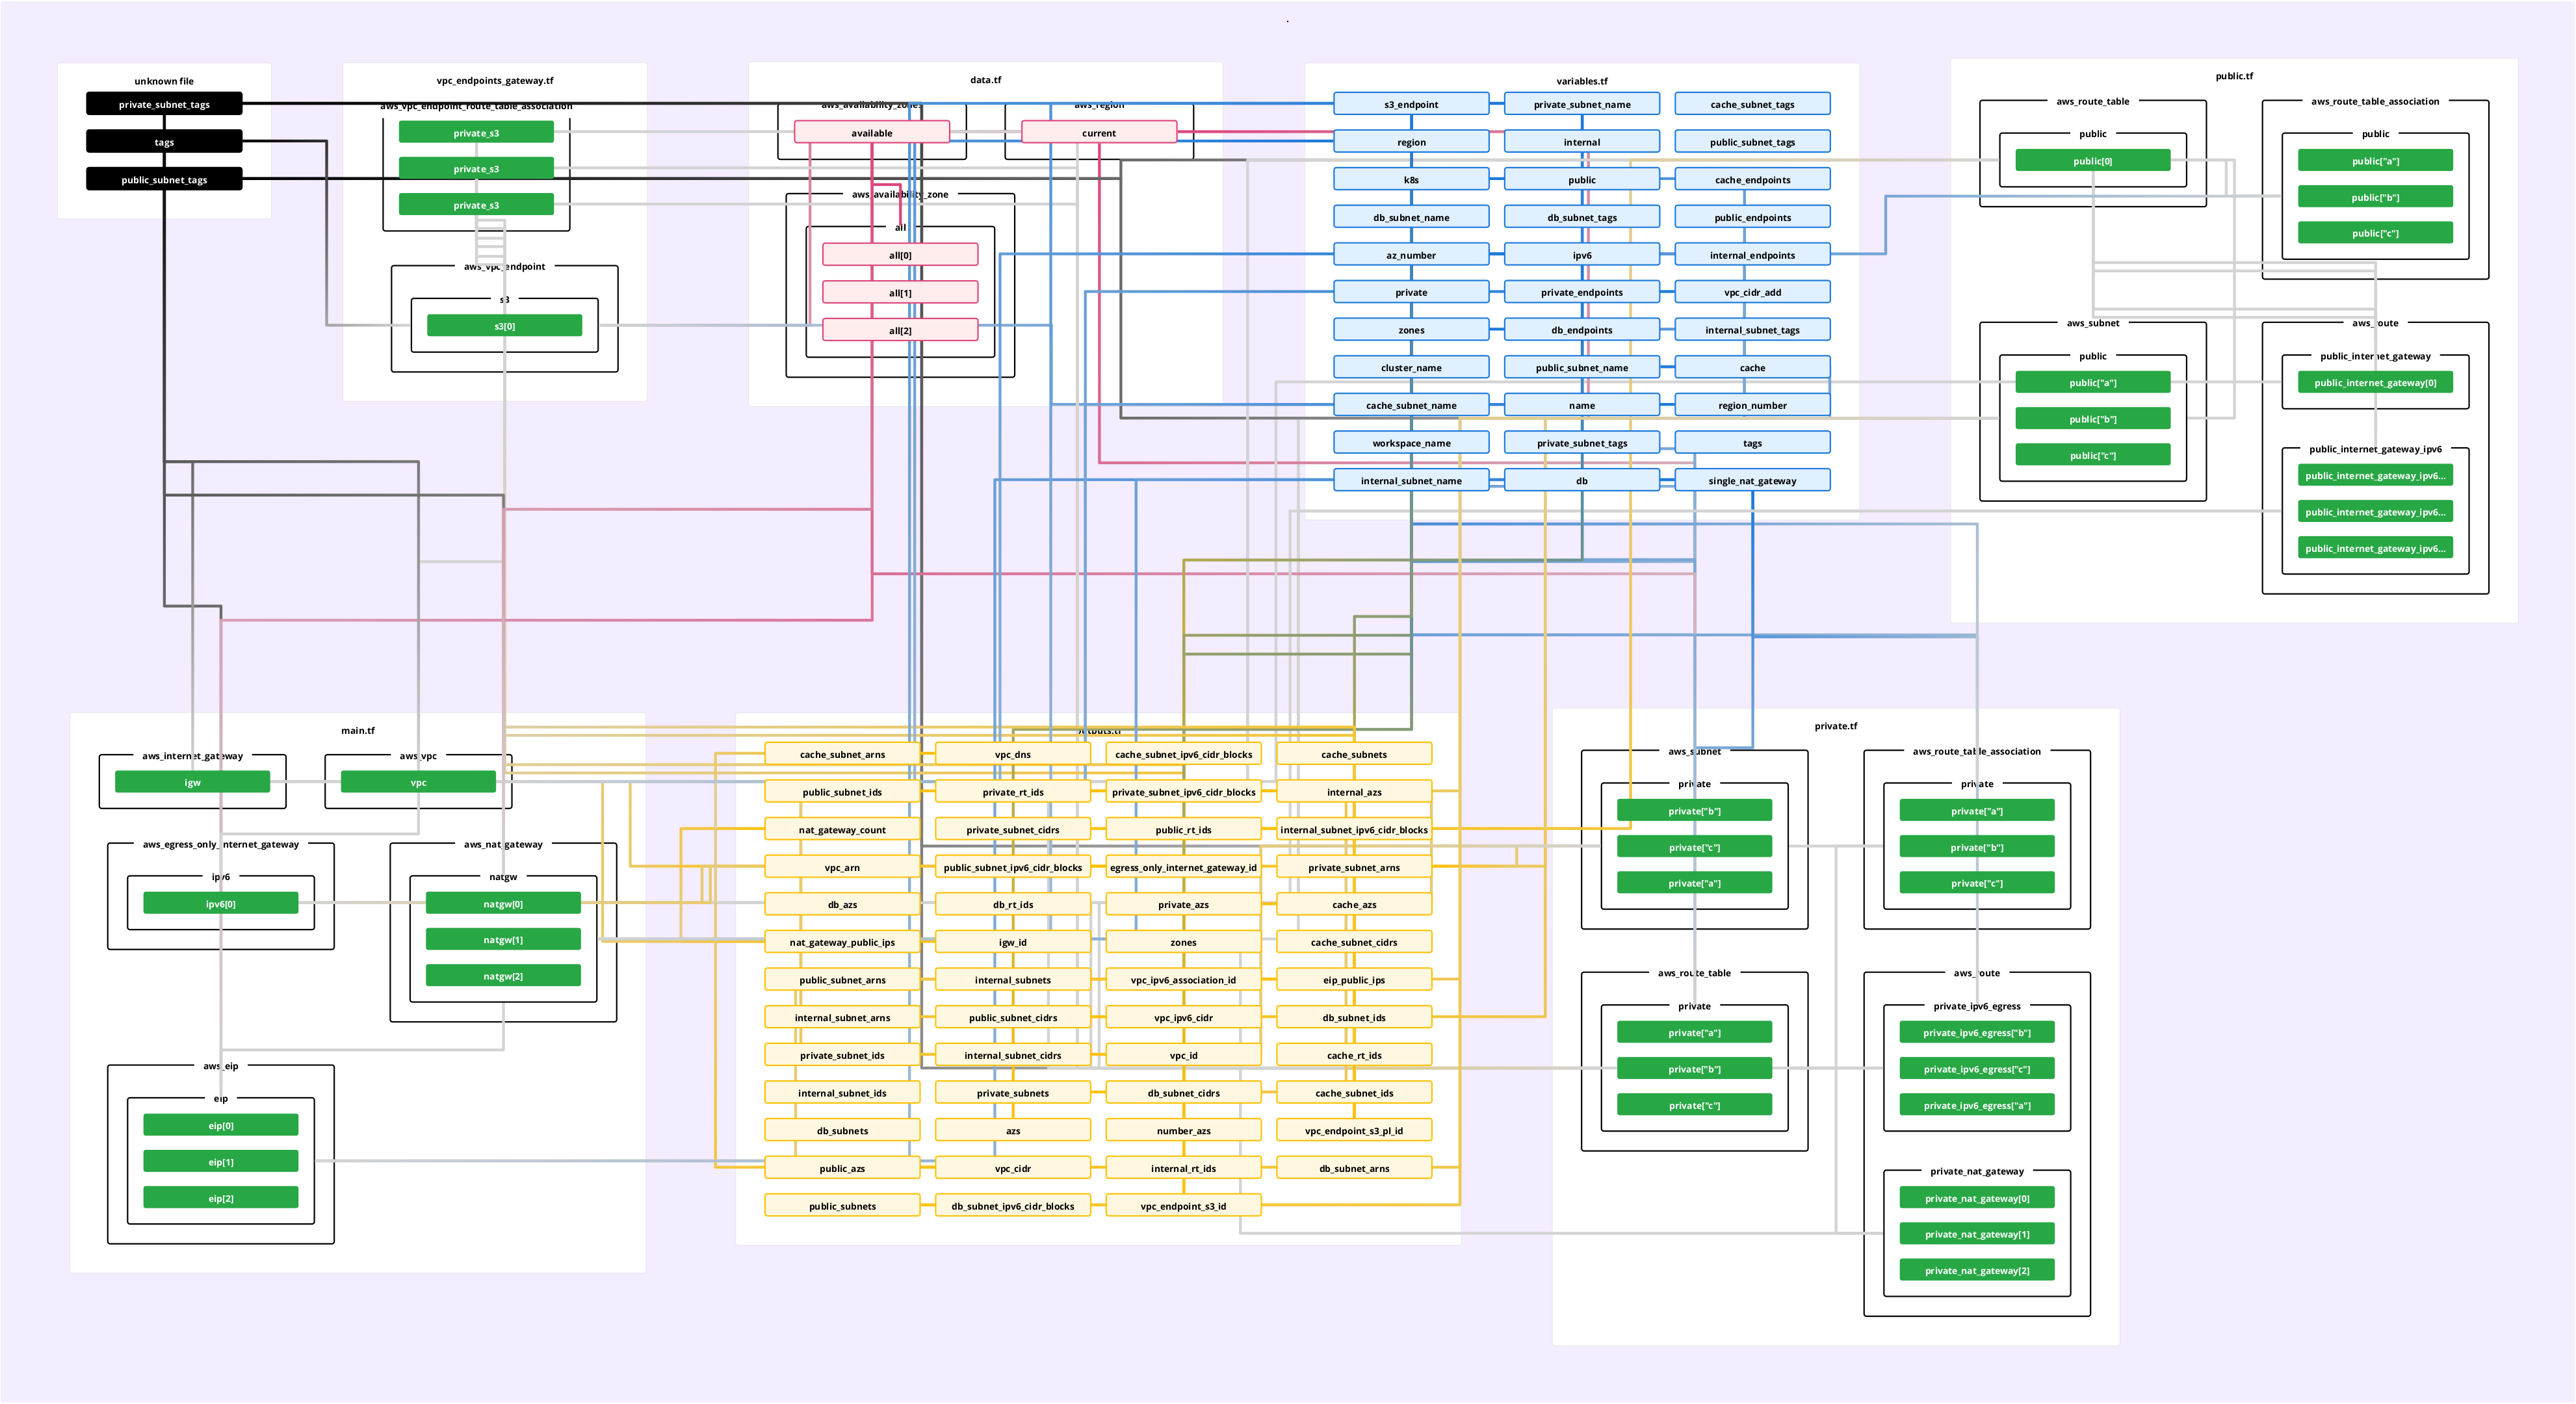 .
unknown file
private_subnet_tags
tags
public_subnet_tags
vpc_endpoints_gateway.tf
aws_vpc_endpoint_route_table_association
private_s3
private_s3
private_s3
aws_vpc_endpoint
s3
s3[0]
data.tf
aws_availability_zones
available
aws_region
current
aws_availability_zone
all
all[0]
all[1]
all[2]
variables.tf
s3_endpoint
private_subnet_name
cache_subnet_tags
region
internal
public_subnet_tags
k8s
public
cache_endpoints
db_subnet_name
db_subnet_tags
public_endpoints
az_number
ipv6
internal_endpoints
private
private_endpoints
vpc_cidr_add
zones
db_endpoints
internal_subnet_tags
cluster_name
public_subnet_name
cache
cache_subnet_name
name
region_number
workspace_name
private_subnet_tags
tags
internal_subnet_name
db
single_nat_gateway
public.tf
aws_route_table
public
public[0]
aws_route_table_association
public
public["a"]
public["b"]
public["c"]
aws_subnet
public
public["a"]
public["b"]
public["c"]
aws_route
public_internet_gateway
public_internet_gateway[0]
public_internet_gateway_ipv6
public_internet_gateway_ipv6...
public_internet_gateway_ipv6...
public_internet_gateway_ipv6...
main.tf
aws_internet_gateway
igw
aws_vpc
vpc
aws_egress_only_internet_gateway
ipv6
ipv6[0]
aws_nat_gateway
natgw
natgw[0]
natgw[1]
natgw[2]
aws_eip
eip
eip[0]
eip[1]
eip[2]
outputs.tf
cache_subnet_arns
vpc_dns
cache_subnet_ipv6_cidr_blocks
cache_subnets
public_subnet_ids
private_rt_ids
private_subnet_ipv6_cidr_blocks
internal_azs
nat_gateway_count
private_subnet_cidrs
public_rt_ids
internal_subnet_ipv6_cidr_blocks
vpc_arn
public_subnet_ipv6_cidr_blocks
egress_only_internet_gateway_id
private_subnet_arns
db_azs
db_rt_ids
private_azs
cache_azs
nat_gateway_public_ips
igw_id
zones
cache_subnet_cidrs
public_subnet_arns
internal_subnets
vpc_ipv6_association_id
eip_public_ips
internal_subnet_arns
public_subnet_cidrs
vpc_ipv6_cidr
db_subnet_ids
private_subnet_ids
internal_subnet_cidrs
vpc_id
cache_rt_ids
internal_subnet_ids
private_subnets
db_subnet_cidrs
cache_subnet_ids
db_subnets
azs
number_azs
vpc_endpoint_s3_pl_id
public_azs
vpc_cidr
internal_rt_ids
db_subnet_arns
public_subnets
db_subnet_ipv6_cidr_blocks
vpc_endpoint_s3_id
private.tf
aws_subnet
private
private["b"]
private["c"]
private["a"]
aws_route_table_association
private
private["a"]
private["b"]
private["c"]
aws_route_table
private
private["a"]
private["b"]
private["c"]
aws_route
private_ipv6_egress
private_ipv6_egress["b"]
private_ipv6_egress["c"]
private_ipv6_egress["a"]
private_nat_gateway
private_nat_gateway[0]
private_nat_gateway[1]
private_nat_gateway[2]